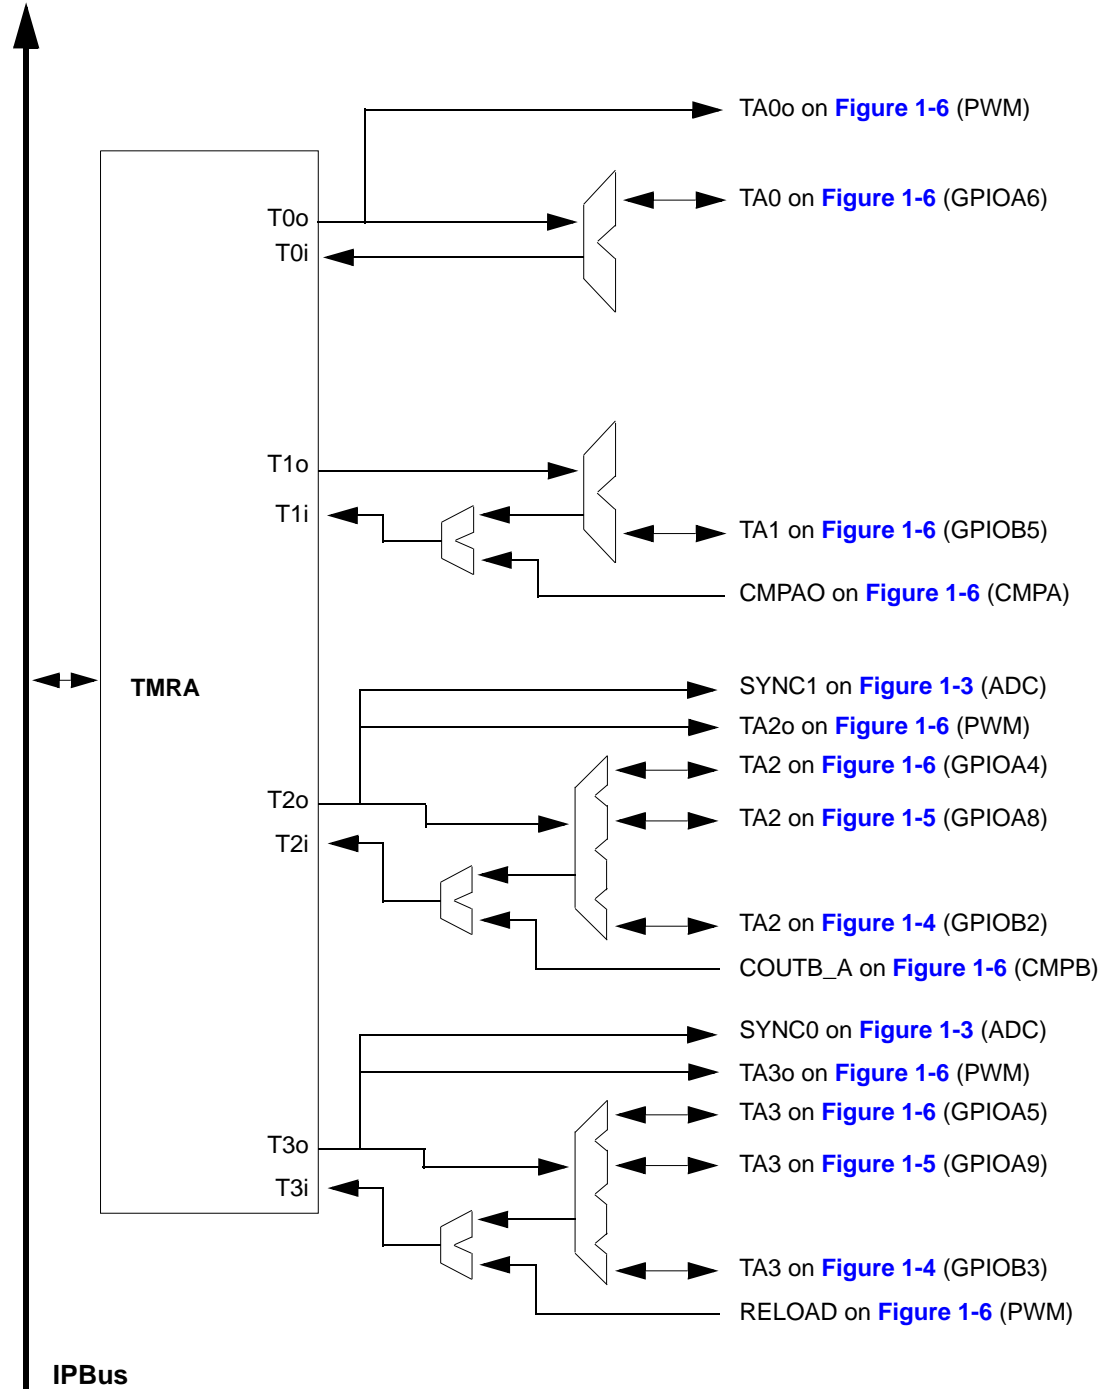 TA0o on Figure 1-6 (PWM)
TA0 on Figure 1-6 (GPIOA6)
T0o
T0i
T1o
T1i
TA1 on Figure 1-6 (GPIOB5)
CMPAO on Figure 1-6 (CMPA)
TMRA
SYNC1 on Figure 1-3 (ADC)
TA2o on Figure 1-6 (PWM)
TA2 on Figure 1-6 (GPIOA4)
T2o
TA2 on Figure 1-5 (GPIOA8)
T2i
TA2 on Figure 1-4 (GPIOB2)
COUTB_A on Figure 1-6 (CMPB)
SYNC0 on Figure 1-3 (ADC)
TA3o on Figure 1-6 (PWM)
TA3 on Figure 1-6 (GPIOA5)
T3o
TA3 on Figure 1-5 (GPIOA9)
T3i
TA3 on Figure 1-4 (GPIOB3)
RELOAD on Figure 1-6 (PWM)
IPBus